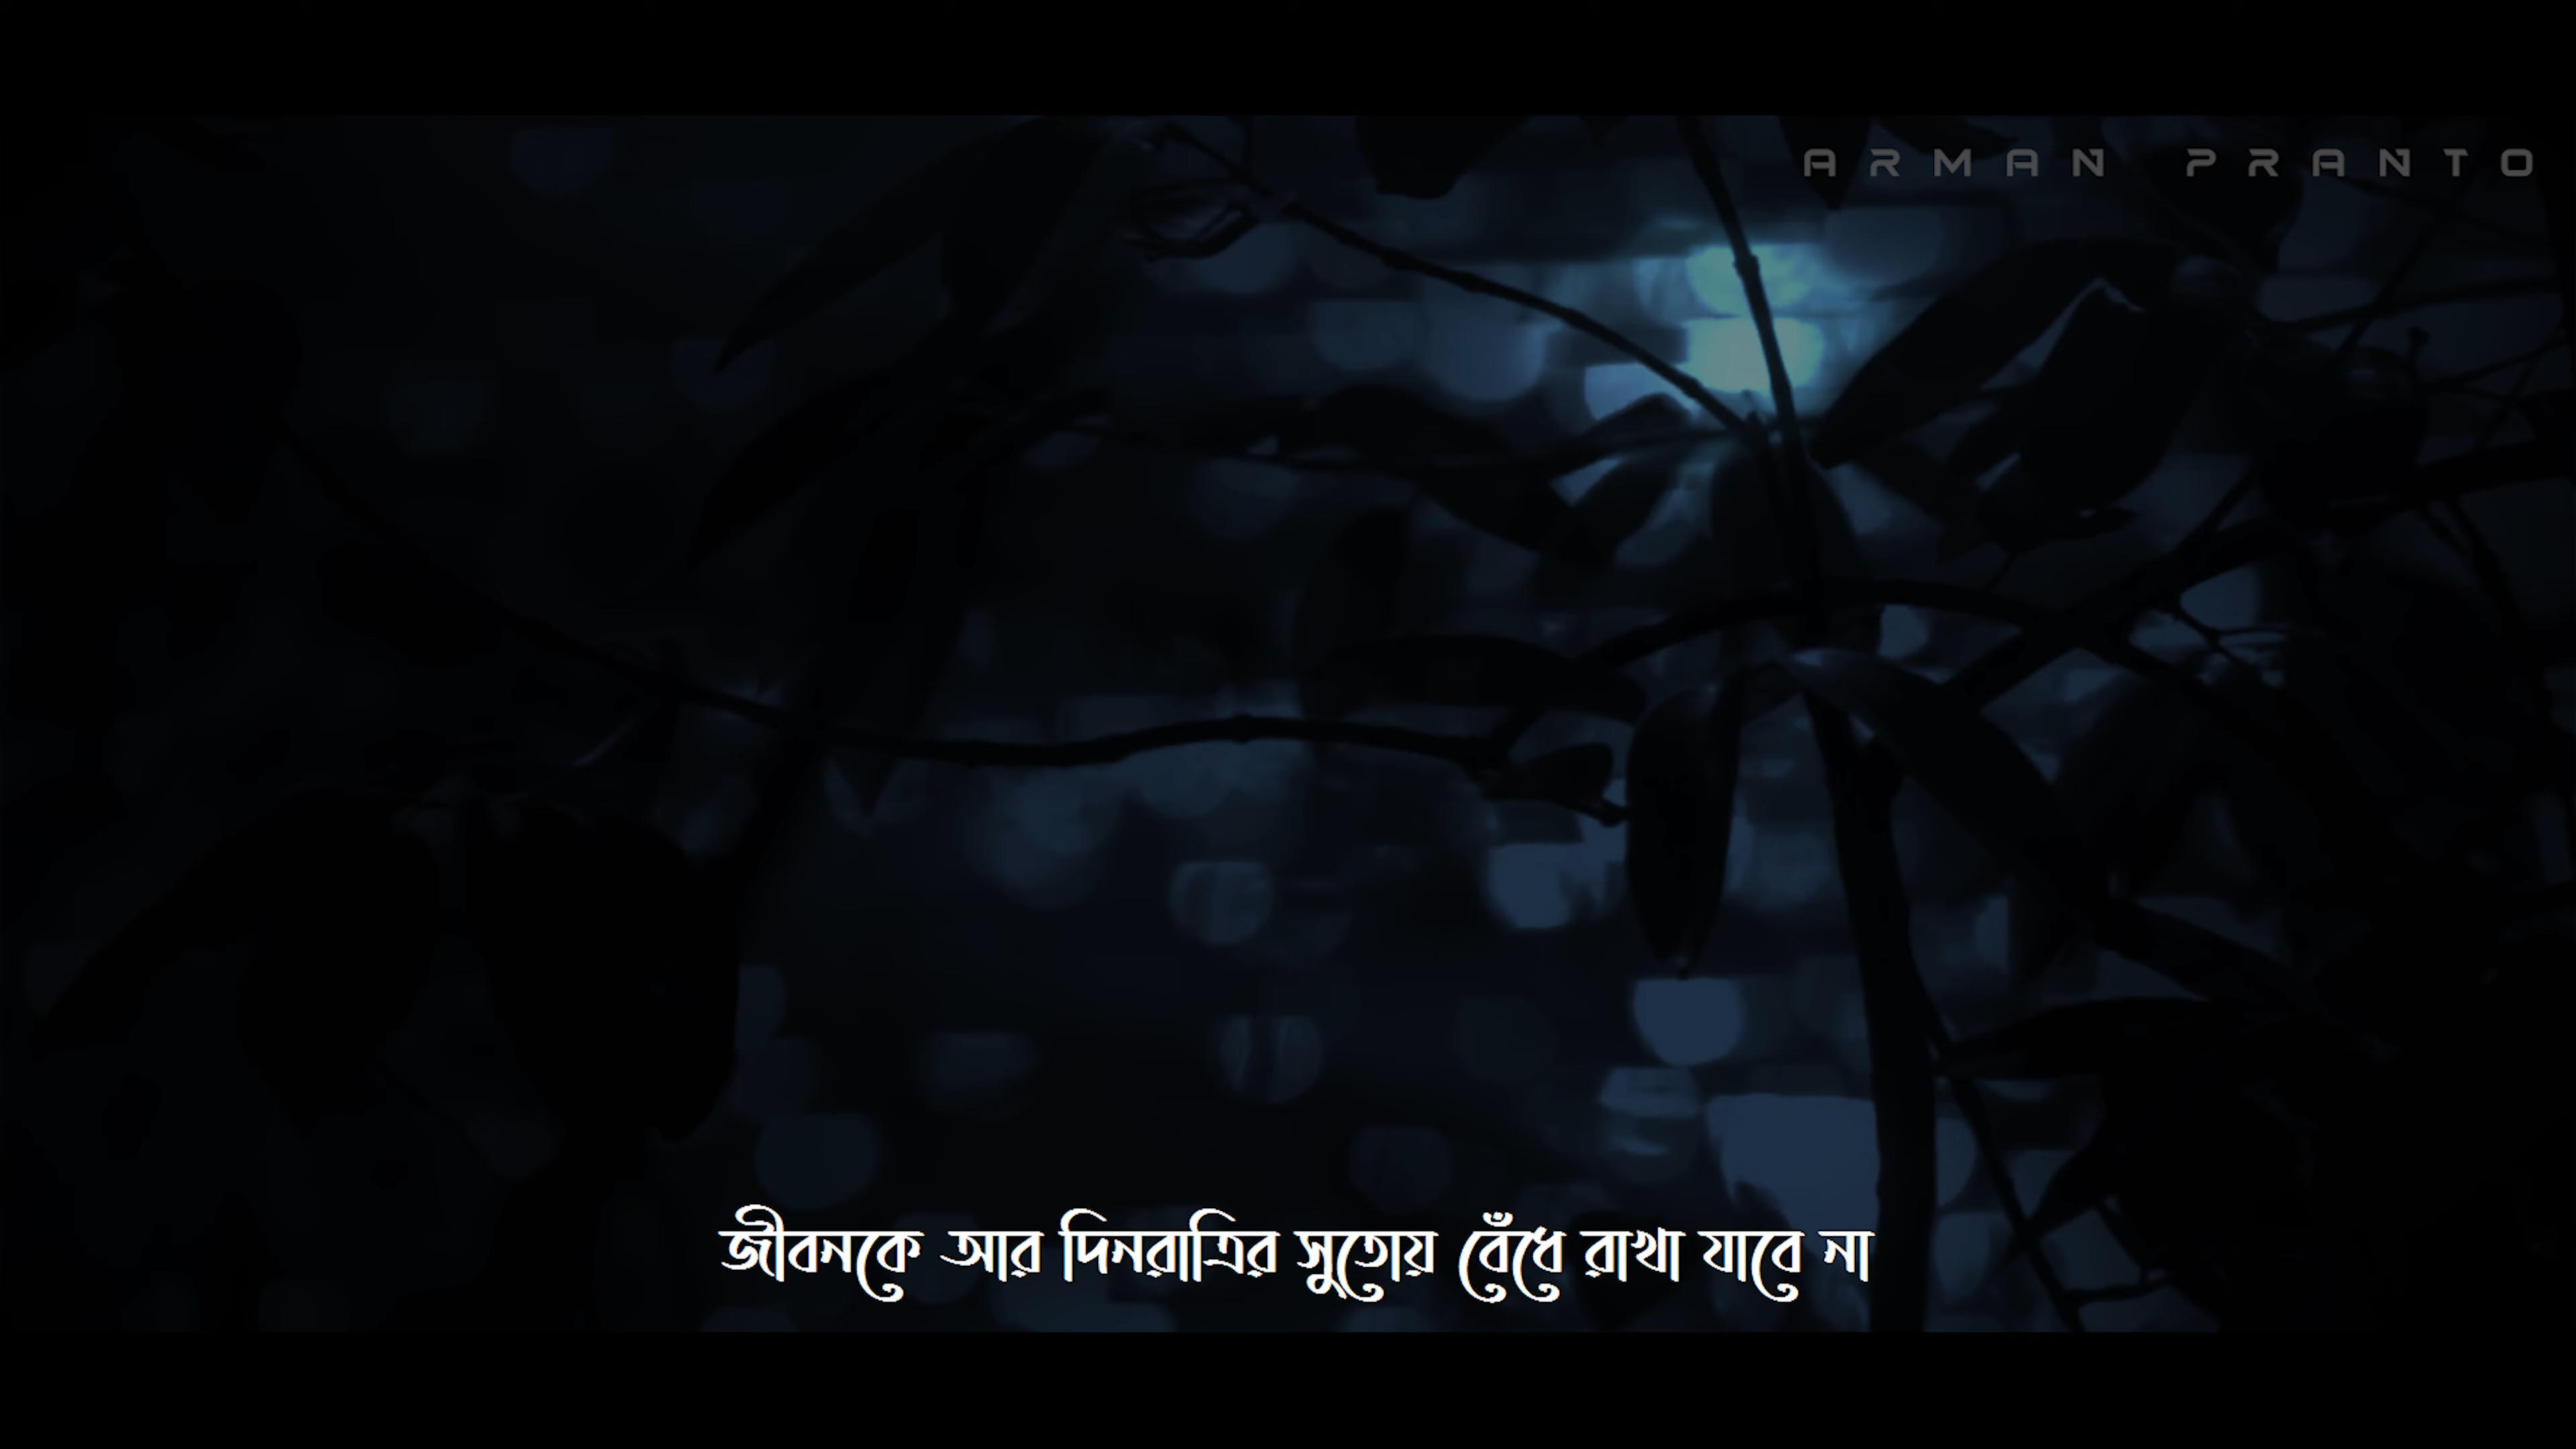 ARMAN PRANTO
জীবনকে আর দিনরাত্রির সুতোয় বেঁধে রাখা যাবে না